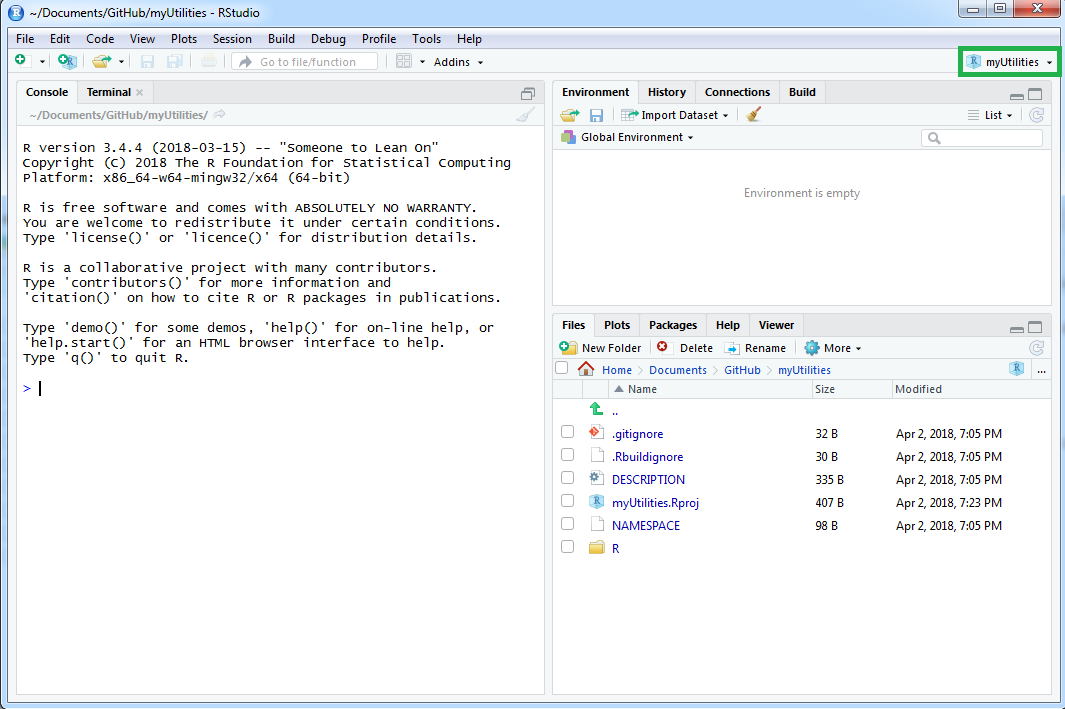 ~/Documents/GitHub/myUtilities - RStudio
File Edit Code View Plots Session Build Debug Profile Tools Help
Go to file/function Addins myUtilities
Console Terminal
~/Documents/GitHub/myUtilities/
R version 3.4.4 (2018-03-15) -- "Someone to Lean On"
Copyright (C) 2018 The R Foundation for Statistical Computing
Platform: x86_64-w64-mingw32/x64 (64-bit)
R is free software and comes with ABSOLUTELY NO WARRANTY.
You are welcome to redistribute it under certain conditions.
Type 'license()' or 'licence()' for distribution details.
R is a collaborative project with many contributors.
Type 'contributors()' for more information and
'citation()' on how to cite R or R packages in publications.
Type 'demo()' for some demos, 'help()' for on-line help, or
'help.start()' for an HTML browser interface to help.
Type 'q()' to quit R.
>
Environment History Connections Build
Import Dataset List
Global Environment
Environment is empty
Files Plots Packages Help Viewer
New Folder Delete Rename More
Home Documents GitHub myUtilities ...
Name Size Modified
..
.gitignore 32 B Apr 2, 2018, 7:05 PM
.Rbuildignore 30 B Apr 2, 2018, 7:05 PM
DESCRIPTION 335 B Apr 2, 2018, 7:05 PM
myUtilities.Rproj 407 B Apr 2, 2018, 7:23 PM
NAMESPACE 98 B Apr 2, 2018, 7:05 PM
R